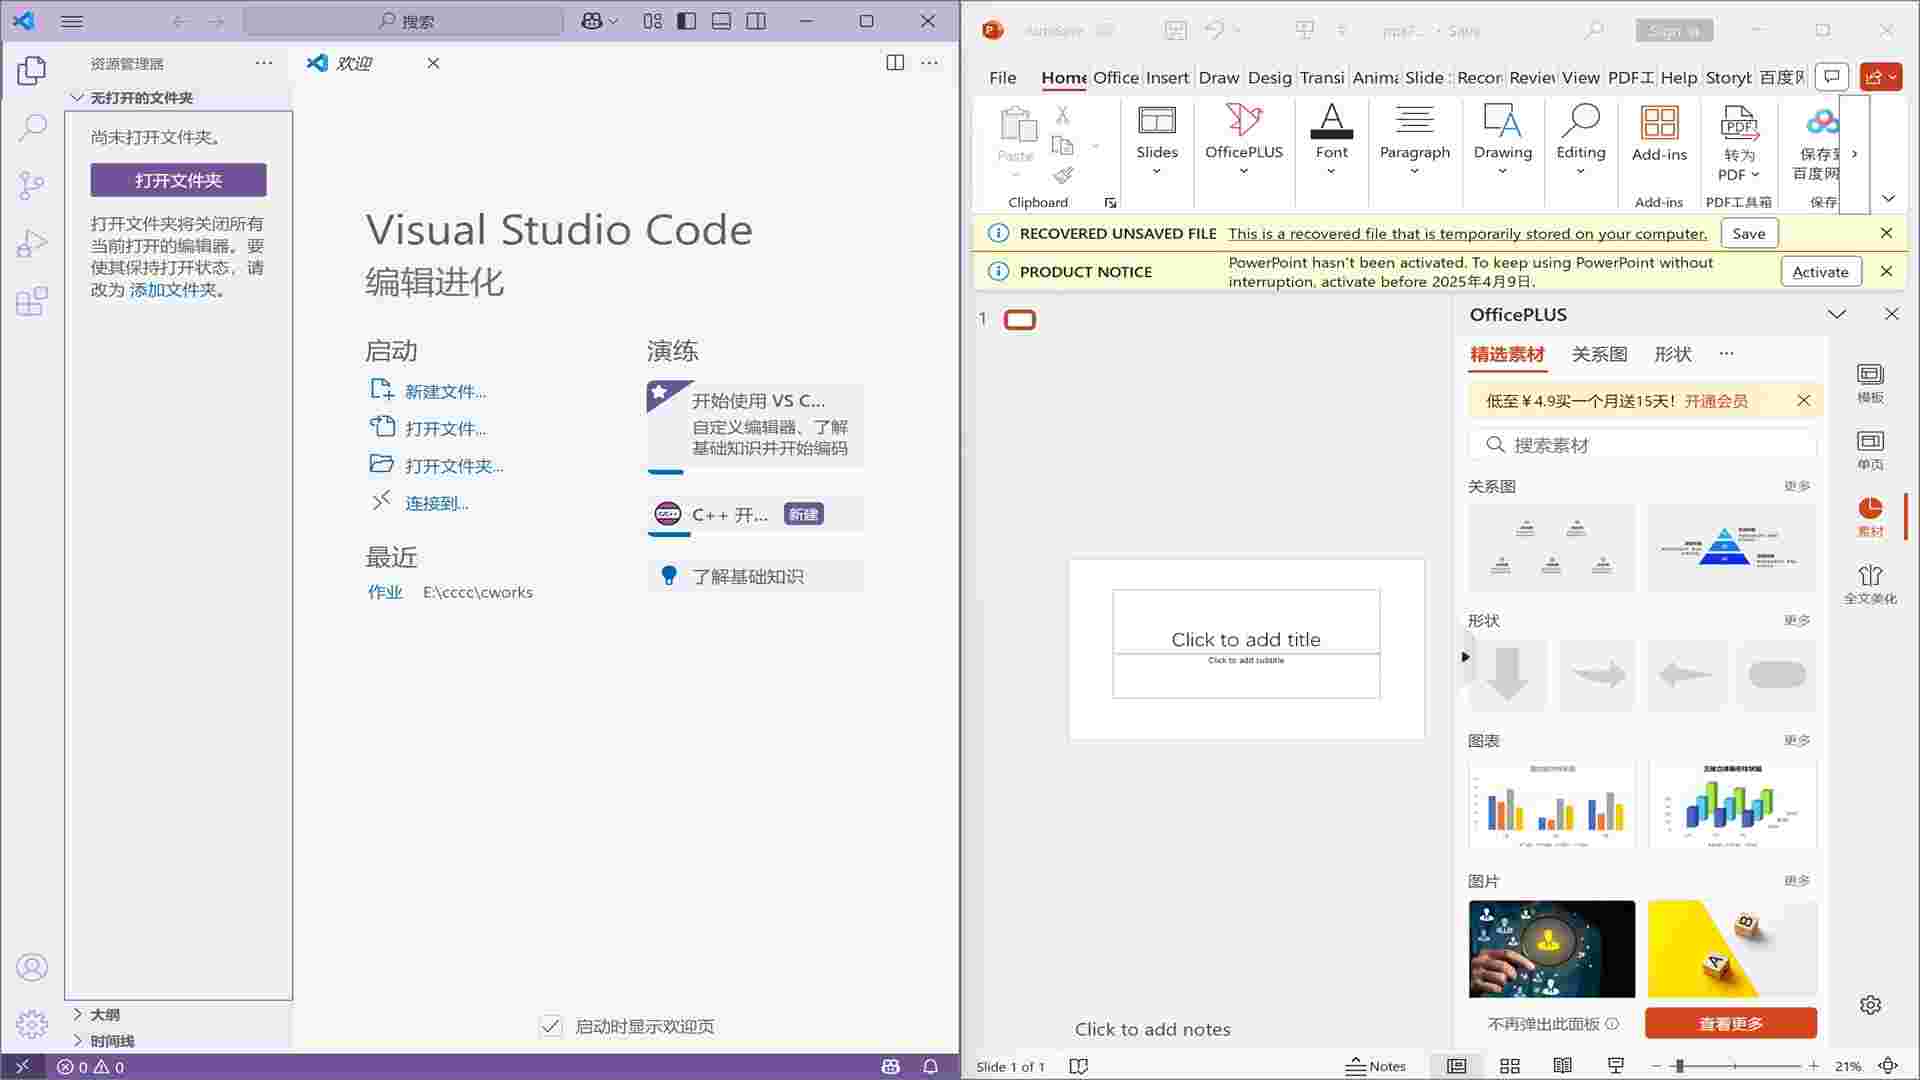 搜索
资源管理器
无打开的文件夹
尚未打开文件夹。
打开文件夹
打开文件夹将关闭所有
当前打开的编辑器。要
使其保持打开状态，请
改为 添加文件夹。
大纲
时间线
0 0
欢迎
Visual Studio Code
编辑进化
启动
新建文件...
打开文件...
打开文件夹...
连接到...
最近
作业 E:\cccc\cworks
演练
开始使用 VS C...
自定义编辑器、了解
基础知识并开始编码
C++ 开... 新建
了解基础知识
启动时显示欢迎页
AutoSave
Save
Sign in
File Home Office Insert Draw Desig Transi Anima Slide Recor Review View PDF工 Help Storyb 百度网
Paste
Slides OfficePLUS Font Paragraph Drawing Editing Add-ins
转为
PDF
保存到
百度网
Clipboard Add-ins PDF工具箱 保存
RECOVERED UNSAVED FILE This is a recovered file that is temporarily stored on your computer. Save
PRODUCT NOTICE PowerPoint hasn't been activated. To keep using PowerPoint without
interruption, activate before 2025年4月9日. Activate
1
Click to add title
Click to add subtitle
Click to add notes
OfficePLUS
精选素材 关系图 形状 ...
低至￥4.9买一个月送15天！开通会员
搜索素材
关系图 更多
形状 更多
图表 更多
图片 更多
B
A
不再弹出此面板 查看更多
模板
单页
素材
全文美化
Slide 1 of 1 Notes 21%